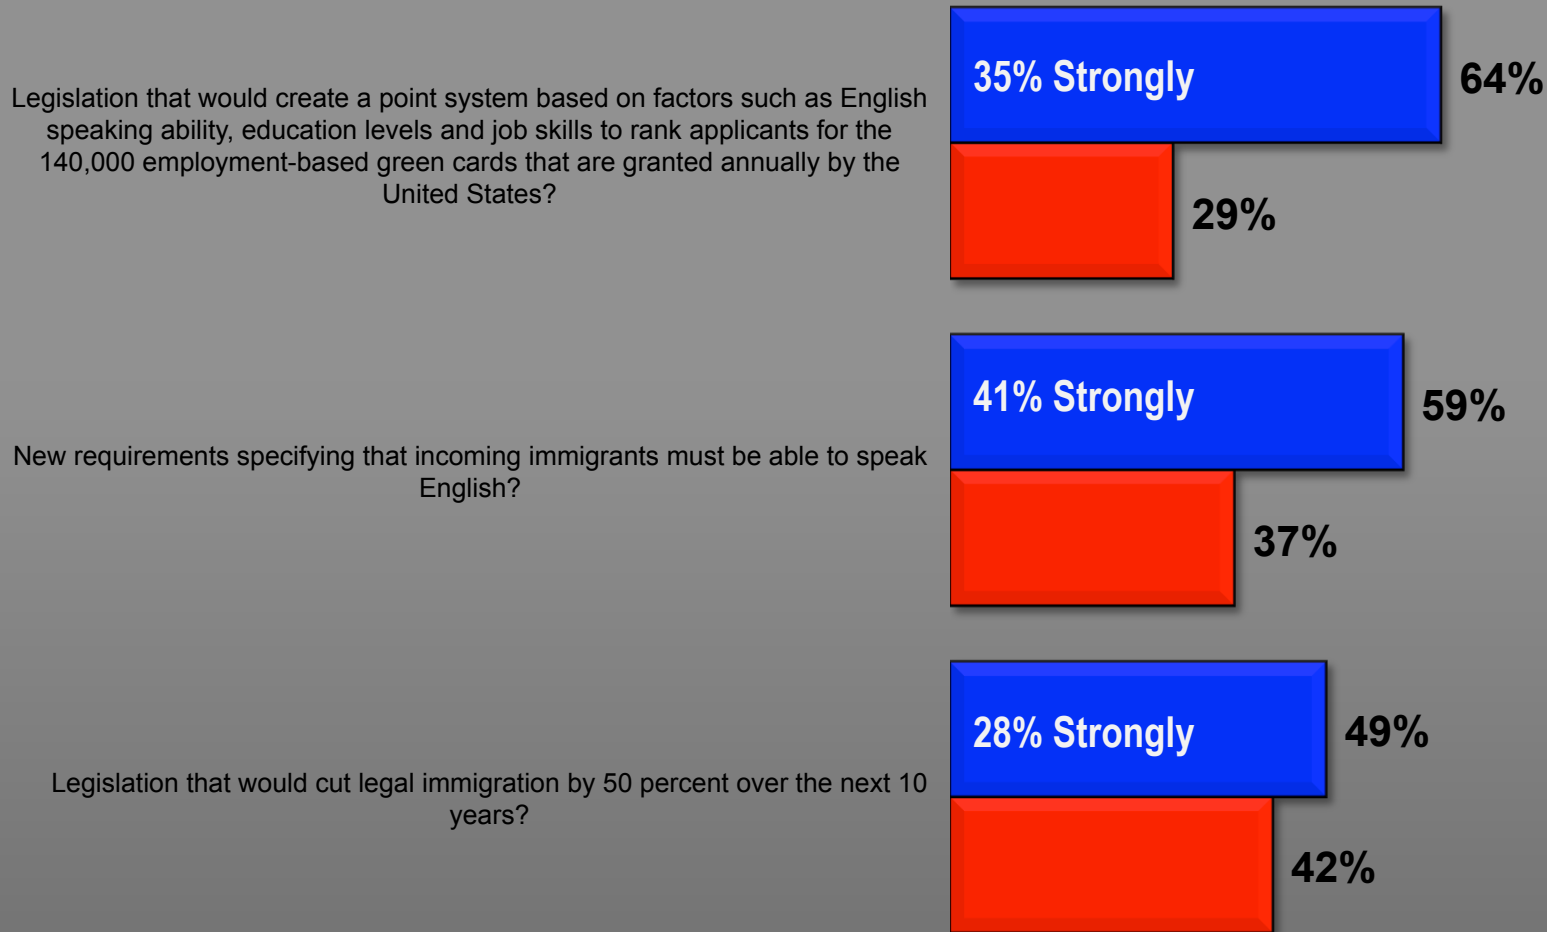 Legislation that would create a point system based on factors such as English
speaking ability, education levels and job skills to rank applicants for the
140,000 employment-based green cards that are granted annually by the
United States?
35% Strongly
64%
29%
New requirements specifying that incoming immigrants must be able to speak
English?
41% Strongly
59%
37%
Legislation that would cut legal immigration by 50 percent over the next 10
years?
28% Strongly
49%
42%